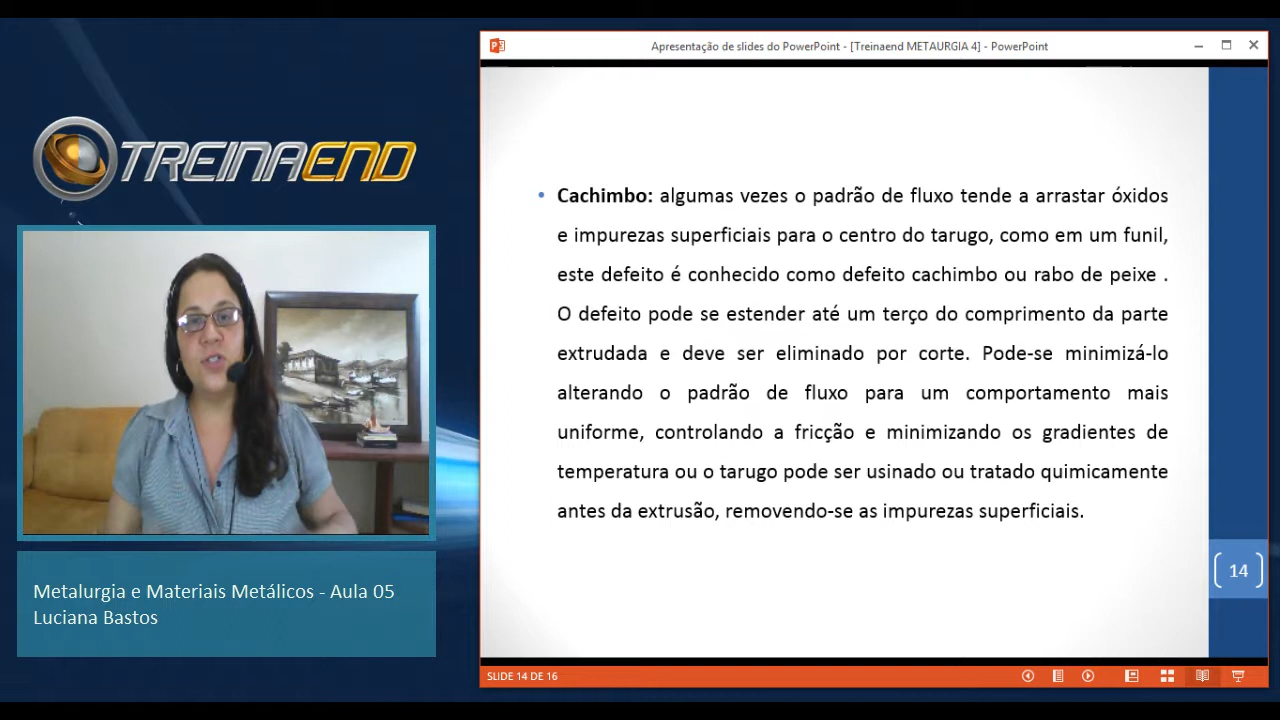 TREINAEND
Metalurgia e Materiais Metálicos - Aula 05
Luciana Bastos
Apresentação de slides do PowerPoint - [Treinaend METAURGIA 4] - PowerPoint
• Cachimbo: algumas vezes o padrão de fluxo tende a arrastar óxidos
e impurezas superficiais para o centro do tarugo, como em um funil,
este defeito é conhecido como defeito cachimbo ou rabo de peixe .
O defeito pode se estender até um terço do comprimento da parte
extrudada e deve ser eliminado por corte. Pode-se minimizá-lo
alterando o padrão de fluxo para um comportamento mais
uniforme, controlando a fricção e minimizando os gradientes de
temperatura ou o tarugo pode ser usinado ou tratado quimicamente
antes da extrusão, removendo-se as impurezas superficiais.
14
SLIDE 14 DE 16